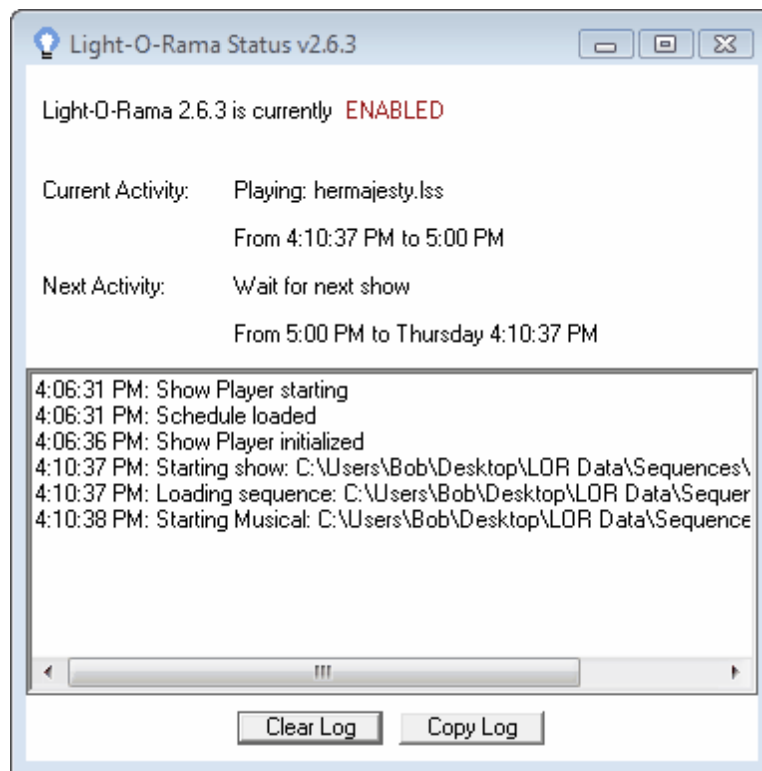 Light-O-Rama Status v2.6.3
Light-O-Rama 2.6.3 is currently ENABLED
Current Activity: Playing: hermajesty.lss
From 4:10:37 PM to 5:00 PM
Next Activity: Wait for next show
From 5:00 PM to Thursday 4:10:37 PM
4:06:31 PM: Show Player starting
4:06:31 PM: Schedule loaded
4:06:36 PM: Show Player initialized
4:10:37 PM: Starting show: C:\Users\Bob\Desktop\LOR Data\Sequences\
4:10:37 PM: Loading sequence: C:\Users\Bob\Desktop\LOR Data\Sequer
4:10:38 PM: Starting Musical: C:\Users\Bob\Desktop\LOR Data\Sequence
Clear Log Copy Log